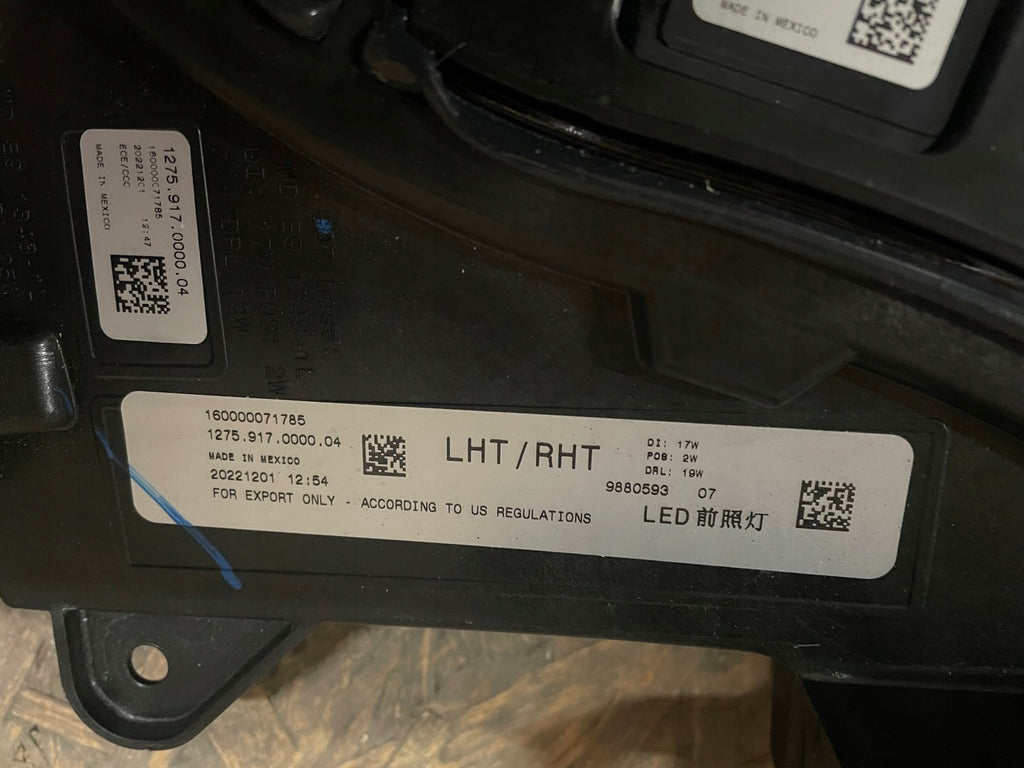 MADE IN MEXICO
1275.917.0000.04
160000071785
20221201 12:47
ECE/CCC
MADE IN MEXICO
160000071785
1275.917.0000.04
MADE IN MEXICO
20221201 12:54
FOR EXPORT ONLY - ACCORDING TO US REGULATIONS
LHT/RHT
DI: 17W
POS: 2W
DRL: 19W
9880593 07
LED 前照灯